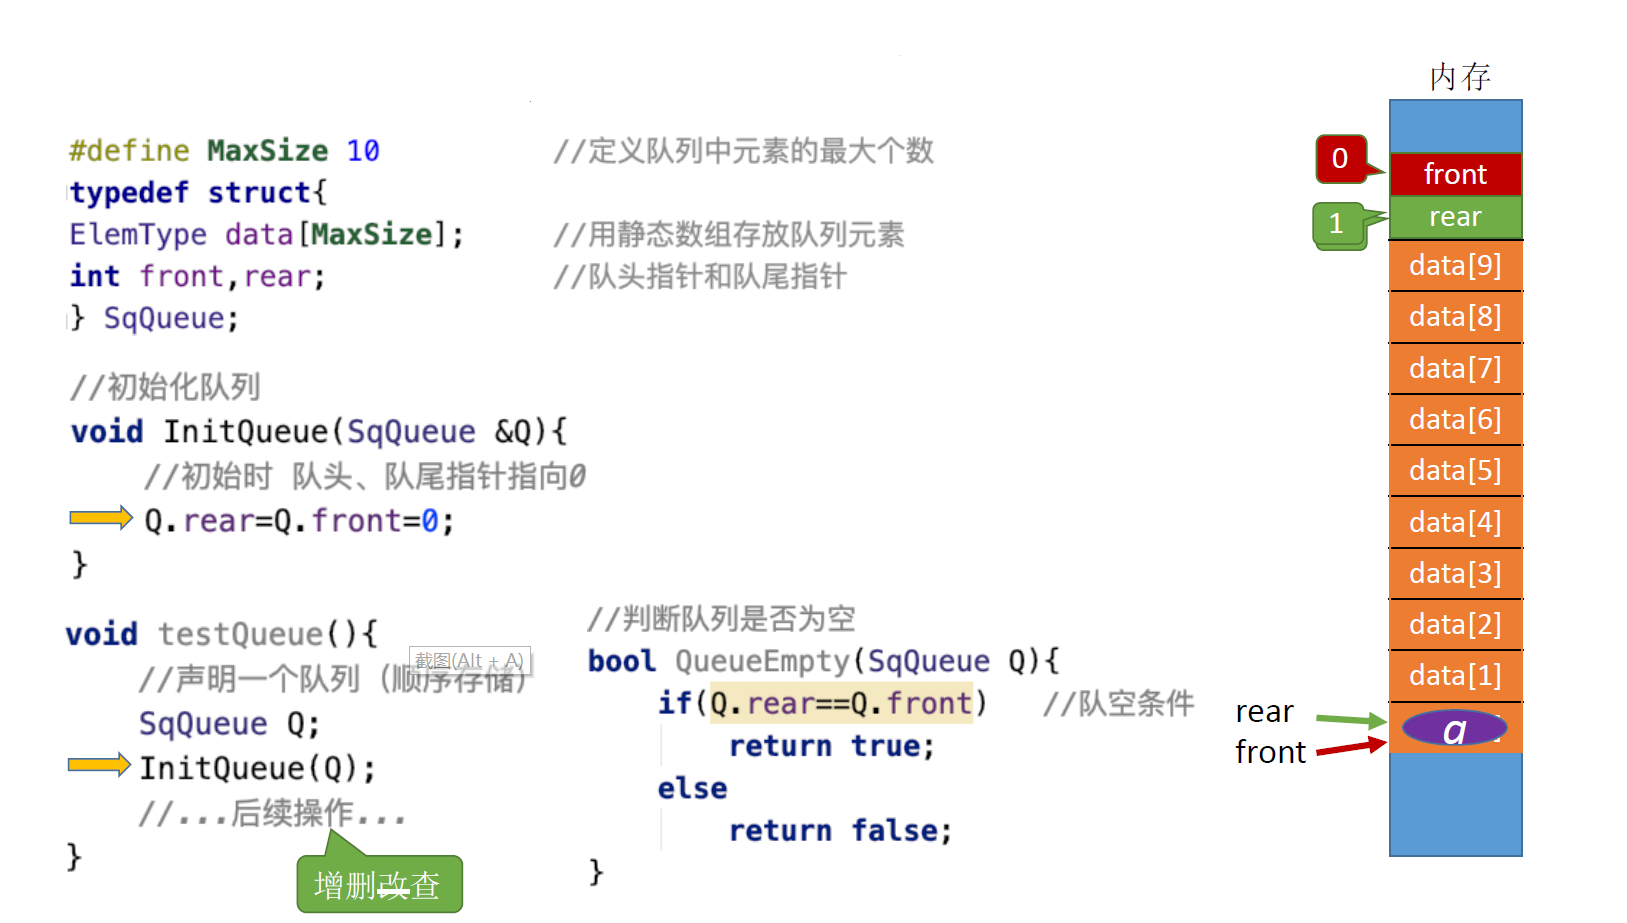 #define MaxSize 10 //定义队列中元素的最大个数
typedef struct{
ElemType data[MaxSize]; //用静态数组存放队列元素
int front,rear; //队头指针和队尾指针
} SqQueue;
//初始化队列
void InitQueue(SqQueue &Q){
//初始时 队头、队尾指针指向0
Q.rear=Q.front=0;
}
void testQueue(){
//声明一个队列（顺序存储）
SqQueue Q;
InitQueue(Q);
//...后续操作...
}
截图(Alt + A)
增删改查
//判断队列是否为空
bool QueueEmpty(SqQueue Q){
if(Q.rear==Q.front) //队空条件
return true;
else
return false;
}
内存
0
front
1
rear
data[9]
data[8]
data[7]
data[6]
data[5]
data[4]
data[3]
data[2]
data[1]
rear
front
a